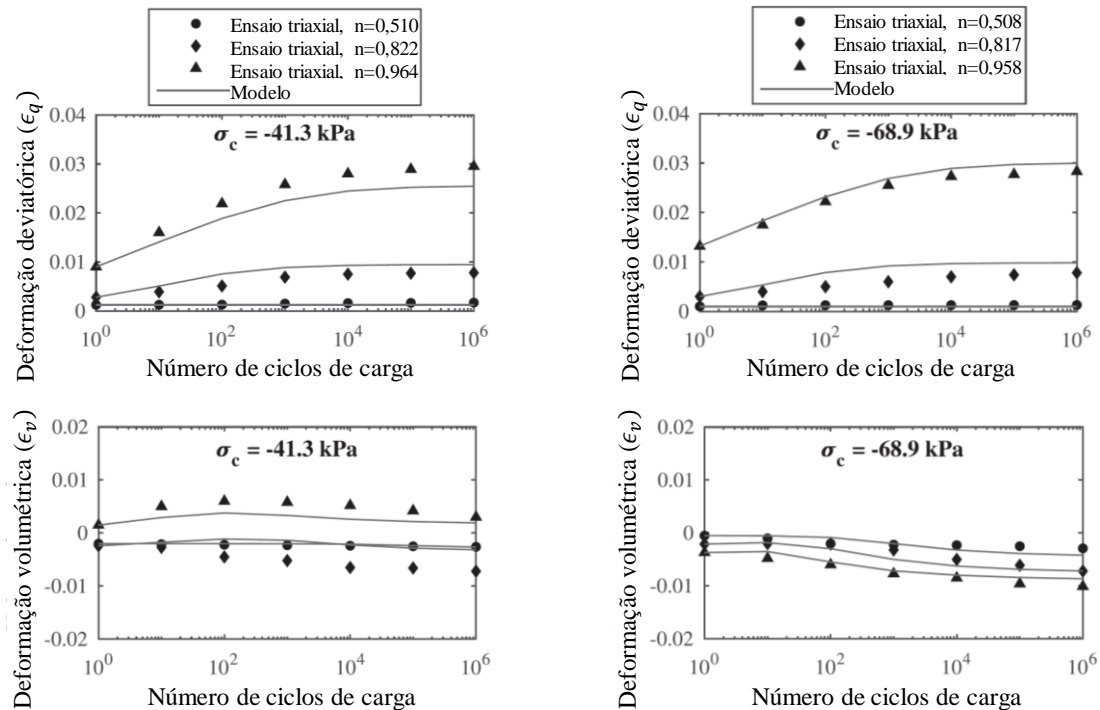 Ensaio triaxial, n=0,510
Ensaio triaxial, n=0,822
Ensaio triaxial, n=0,964
Modelo
Deformação deviatórica (ϵq)
0.04
0.03
0.02
0.01
0
σc = -41.3 kPa
10^0 10^2 10^4 10^6
Número de ciclos de carga
Ensaio triaxial, n=0,508
Ensaio triaxial, n=0,817
Ensaio triaxial, n=0,958
Modelo
Deformação deviatórica (ϵq)
0.04
0.03
0.02
0.01
0
σc = -68.9 kPa
10^0 10^2 10^4 10^6
Número de ciclos de carga
Deformação volumétrica (ϵv)
0.02
0.01
0
-0.01
-0.02
σc = -41.3 kPa
10^0 10^2 10^4 10^6
Número de ciclos de carga
Deformação volumétrica (ϵv)
0.02
0.01
0
-0.01
-0.02
σc = -68.9 kPa
10^0 10^2 10^4 10^6
Número de ciclos de carga